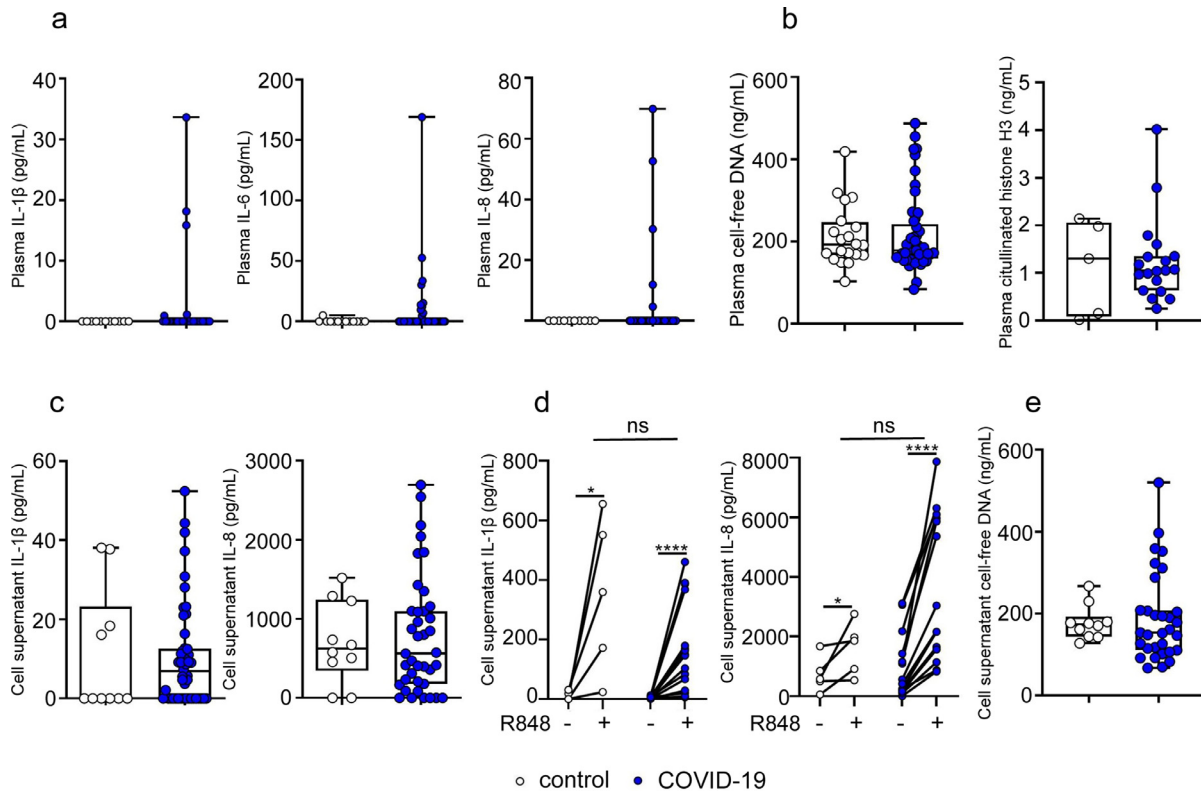 a
b
Plasma IL-1β (pg/mL)
40
30
20
10
0
Plasma IL-6 (pg/mL)
200
150
100
50
0
Plasma IL-8 (pg/mL)
80
60
40
20
0
Plasma cell-free DNA (ng/mL)
600
400
200
0
Plasma citullinated histone H3 (ng/mL)
5
4
3
2
1
0
c
d
e
Cell supernatant IL-1β (pg/mL)
60
40
20
0
Cell supernatant IL-8 (pg/mL)
3000
2000
1000
0
Cell supernatant IL-1β (pg/mL)
800
600
400
200
0
ns
*
****
R848 - + - +
Cell supernatant IL-8 (pg/mL)
8000
6000
4000
2000
0
ns
*
****
R848 - + - +
Cell supernatant cell-free DNA (ng/mL)
600
400
200
0
control COVID-19